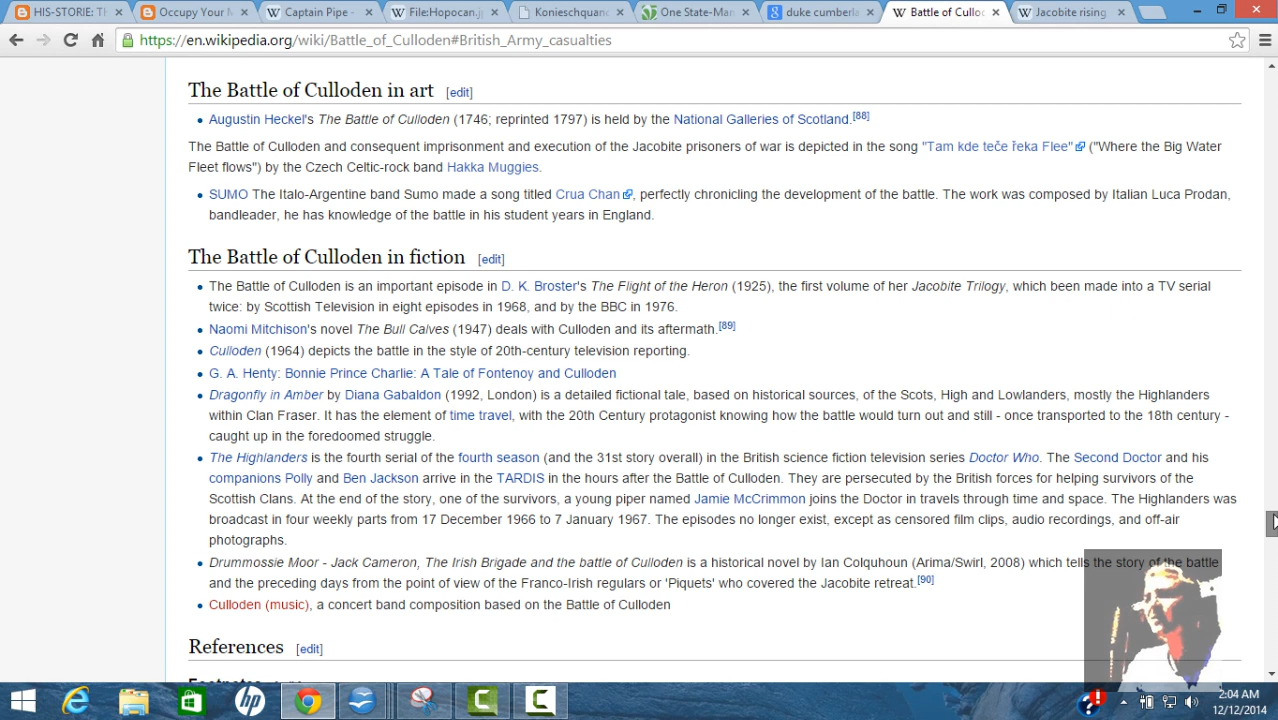 HIS-STORIE: Th
Occupy Your M
Captain Pipe -
File:Hopocan.jp
Konieschquano
One State-Man
duke cumberla
Battle of Cullod
Jacobite rising
https://en.wikipedia.org/wiki/Battle_of_Culloden#British_Army_casualties
The Battle of Culloden in art [edit]
Augustin Heckel's The Battle of Culloden (1746; reprinted 1797) is held by the National Galleries of Scotland.[88]
The Battle of Culloden and consequent imprisonment and execution of the Jacobite prisoners of war is depicted in the song "Tam kde teče řeka Flee" ("Where the Big Water
Fleet flows") by the Czech Celtic-rock band Hakka Muggies.
SUMO The Italo-Argentine band Sumo made a song titled Crua Chan, perfectly chronicling the development of the battle. The work was composed by Italian Luca Prodan,
bandleader, he has knowledge of the battle in his student years in England.
The Battle of Culloden in fiction [edit]
The Battle of Culloden is an important episode in D. K. Broster's The Flight of the Heron (1925), the first volume of her Jacobite Trilogy, which been made into a TV serial
twice: by Scottish Television in eight episodes in 1968, and by the BBC in 1976.
Naomi Mitchison's novel The Bull Calves (1947) deals with Culloden and its aftermath.[89]
Culloden (1964) depicts the battle in the style of 20th-century television reporting.
G. A. Henty: Bonnie Prince Charlie: A Tale of Fontenoy and Culloden
Dragonfly in Amber by Diana Gabaldon (1992, London) is a detailed fictional tale, based on historical sources, of the Scots, High and Lowlanders, mostly the Highlanders
within Clan Fraser. It has the element of time travel, with the 20th Century protagonist knowing how the battle would turn out and still - once transported to the 18th century -
caught up in the foredoomed struggle.
The Highlanders is the fourth serial of the fourth season (and the 31st story overall) in the British science fiction television series Doctor Who. The Second Doctor and his
companions Polly and Ben Jackson arrive in the TARDIS in the hours after the Battle of Culloden. They are persecuted by the British forces for helping survivors of the
Scottish Clans. At the end of the story, one of the survivors, a young piper named Jamie McCrimmon joins the Doctor in travels through time and space. The Highlanders was
broadcast in four weekly parts from 17 December 1966 to 7 January 1967. The episodes no longer exist, except as censored film clips, audio recordings, and off-air
photographs.
Drummossie Moor - Jack Cameron, The Irish Brigade and the battle of Culloden is a historical novel by Ian Colquhoun (Arima/Swirl, 2008) which tells the story of the battle
and the preceding days from the point of view of the Franco-Irish regulars or 'Piquets' who covered the Jacobite retreat.[90]
Culloden (music), a concert band composition based on the Battle of Culloden
References [edit]
2:04 AM
12/12/2014